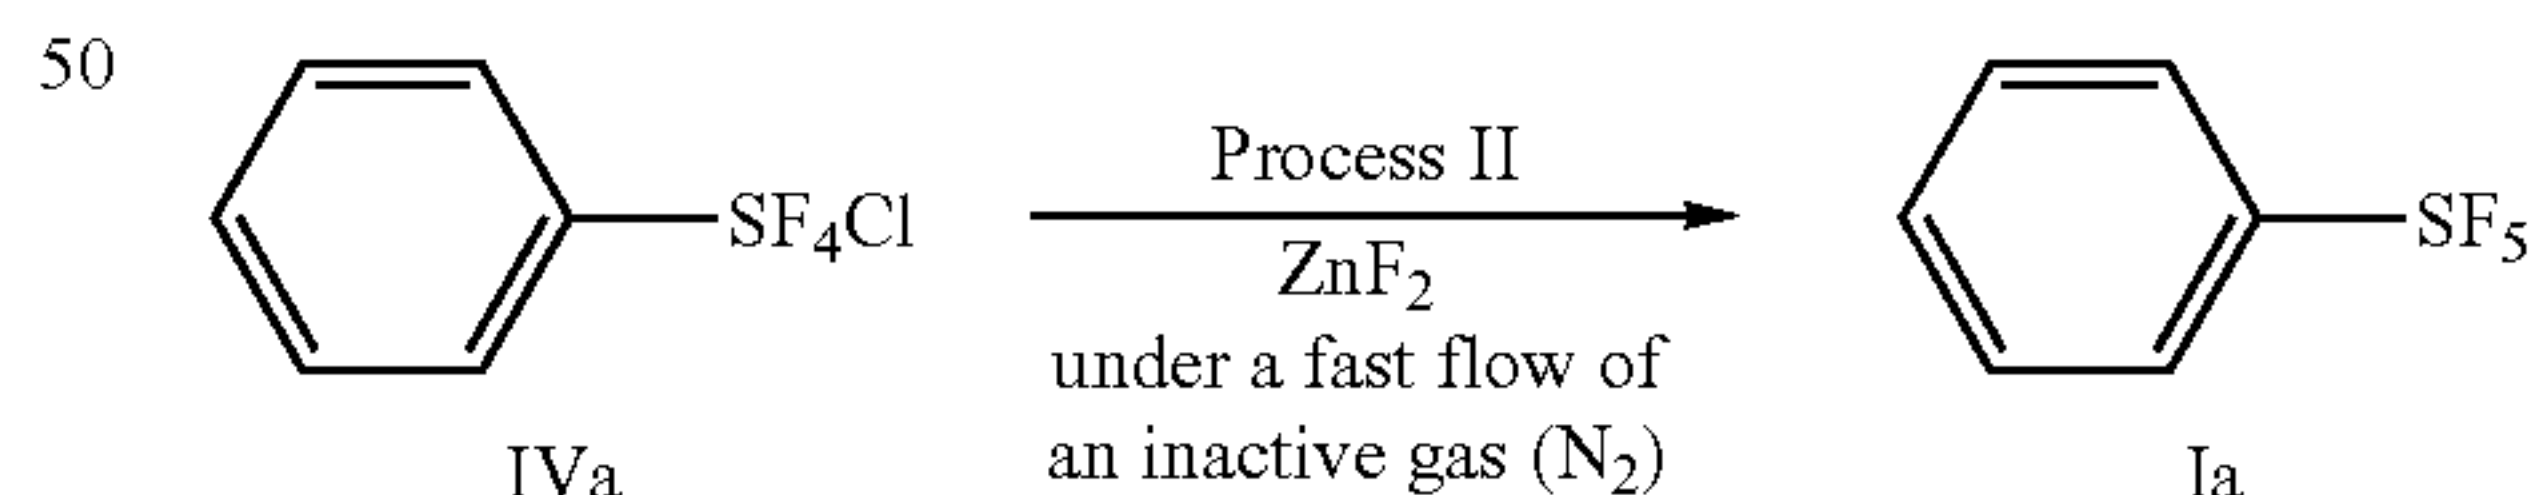 50
Process II
SF₄Cl
ZnF₂
SF₅
under a fast flow of
an inactive gas (N₂)
IVa
Ia